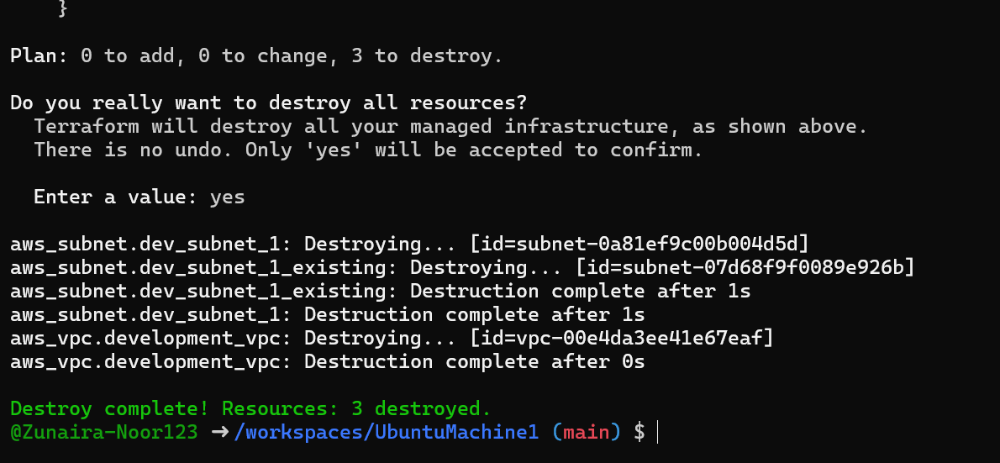 }
Plan: 0 to add, 0 to change, 3 to destroy.
Do you really want to destroy all resources?
Terraform will destroy all your managed infrastructure, as shown above.
There is no undo. Only 'yes' will be accepted to confirm.
Enter a value: yes
aws_subnet.dev_subnet_1: Destroying... [id=subnet-0a81ef9c00b004d5d]
aws_subnet.dev_subnet_1_existing: Destroying... [id=subnet-07d68f9f0089e926b]
aws_subnet.dev_subnet_1_existing: Destruction complete after 1s
aws_subnet.dev_subnet_1: Destruction complete after 1s
aws_vpc.development_vpc: Destroying... [id=vpc-00e4da3ee41e67eaf]
aws_vpc.development_vpc: Destruction complete after 0s
Destroy complete! Resources: 3 destroyed.
@Zunaira-Noor123 ➜/workspaces/UbuntuMachine1 (main) $